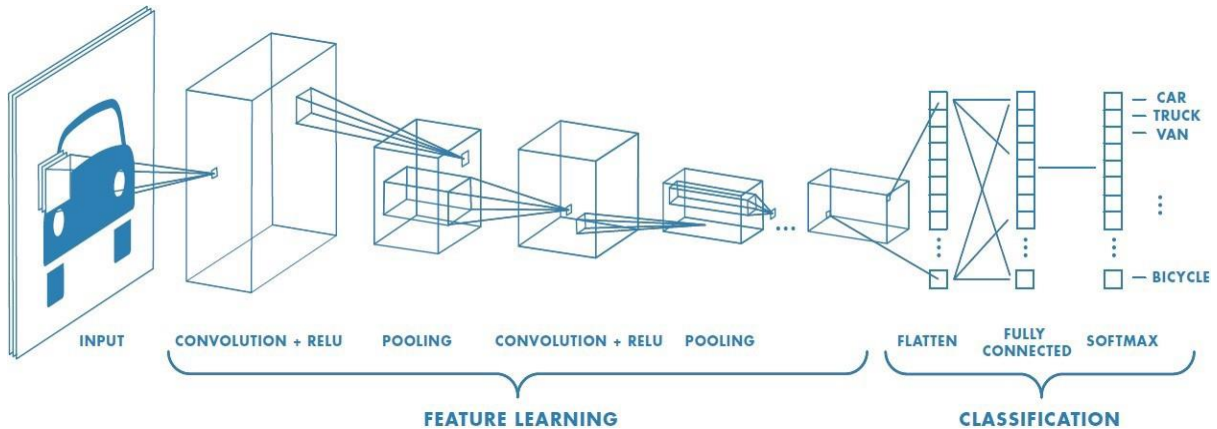 CAR
TRUCK
VAN
BICYCLE
INPUT
CONVOLUTION + RELU
POOLING
CONVOLUTION + RELU
POOLING
FLATTEN
FULLY
CONNECTED
SOFTMAX
FEATURE LEARNING
CLASSIFICATION